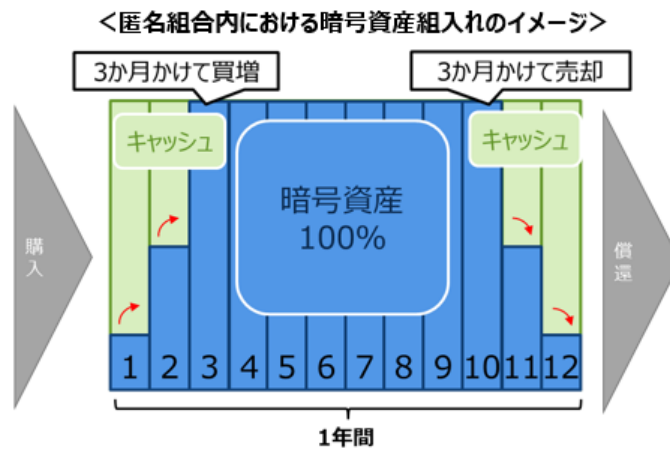 ＜匿名組合内における暗号資産組入れのイメージ＞
3か月かけて買増
3か月かけて売却
キャッシュ
キャッシュ
暗号資産
100%
購入
償還
1 2 3 4 5 6 7 8 9 10 11 12
1年間